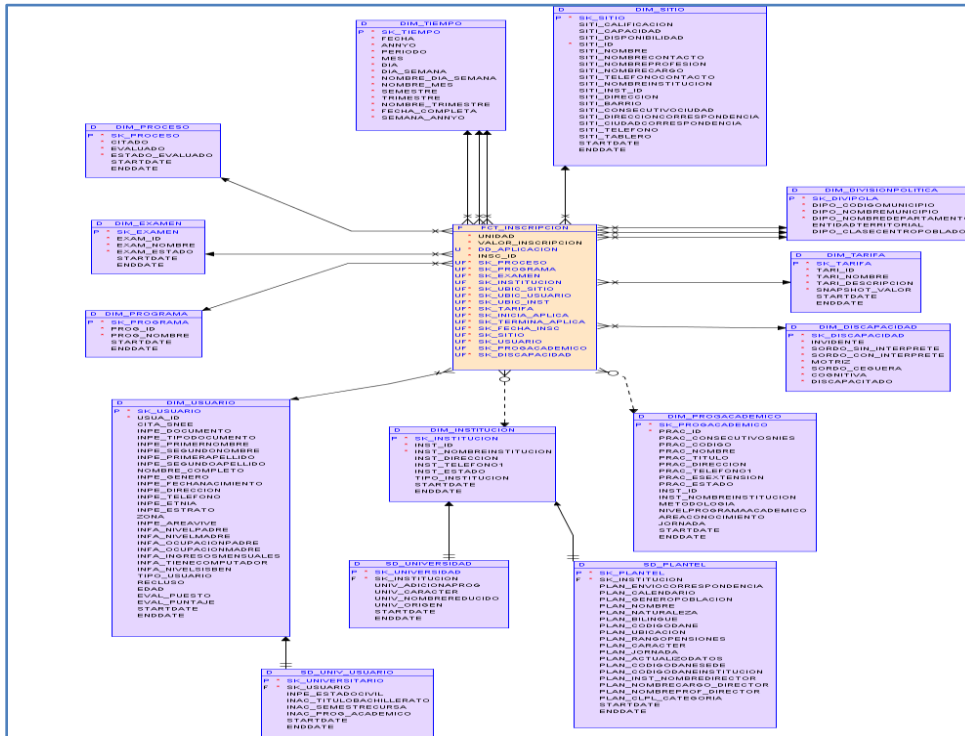 D DIM_TIEMPO
P * SK_TIEMPO
* FECHA
* ANNYO
* PERIODO
* MES
* DIA
* DIA_SEMANA
* NOMBRE_DIA_SEMANA
* NOMBRE_MES
* SEMESTRE
* TRIMESTRE
* NOMBRE_TRIMESTRE
* FECHA_COMPLETA
* SEMANA_ANNYO
D DIM_SITIO
P * SK_SITIO
SITI_CALIFICACION
SITI_CAPACIDAD
SITI_DISPONIBILIDAD
* SITI_ID
SITI_NOMBRE
SITI_NOMBRECONTACTO
SITI_NOMBREPROFESION
SITI_NOMBRECARGO
SITI_TELEFONOCONTACTO
SITI_NOMBREINSTITUCION
SITI_INST_ID
SITI_DIRECCION
SITI_BARRIO
SITI_CONSECUTIVOCIUDAD
SITI_DIRECCIONCORRESPONDENCIA
SITI_CIUDADCORRESPONDENCIA
SITI_TELEFONO
SITI_TABLERO
STARTDATE
ENDDATE
D DIM_PROCESO
P * SK_PROCESO
* CITADO
* EVALUADO
* ESTADO_EVALUADO
STARTDATE
ENDDATE
D DIM_EXAMEN
P * SK_EXAMEN
* EXAM_ID
* EXAM_NOMBRE
* EXAM_ESTADO
STARTDATE
ENDDATE
D DIM_PROGRAMA
P * SK_PROGRAMA
* PROG_ID
* PROG_NOMBRE
STARTDATE
ENDDATE
F FCT_INSCRIPCION
* UNIDAD
* VALOR_INSCRIPCION
U DD_APLICACION
* INSC_ID
UF* SK_PROCESO
UF* SK_PROGRAMA
UF* SK_EXAMEN
UF* SK_INSTITUCION
UF* SK_UBIC_SITIO
UF* SK_UBIC_USUARIO
UF* SK_UBIC_INST
UF* SK_TARIFA
UF* SK_INICIA_APLICA
UF* SK_TERMINA_APLICA
UF* SK_FECHA_INSC
UF* SK_SITIO
UF* SK_USUARIO
UF* SK_PROGACADEMICO
UF* SK_DISCAPACIDAD
D DIM_DIVISIONPOLITICA
P * SK_DIVIPOLA
* DIPO_CODIGOMUNICIPIO
* DIPO_NOMBREMUNICIPIO
* DIPO_NOMBREDEPARTAMENTO
* ENTIDADTERRITORIAL
* DIPO_CLASECENTROPOBLADO
D DIM_TARIFA
P * SK_TARIFA
* TARI_ID
* TARI_NOMBRE
* TARI_DESCRIPCION
* SNAPSHOT_VALOR
STARTDATE
ENDDATE
D DIM_DISCAPACIDAD
P * SK_DISCAPACIDAD
* INVIDENTE
* SORDO_SIN_INTERPRETE
* SORDO_CON_INTERPRETE
* MOTRIZ
* SORDO_CEGUERA
* COGNITIVA
* DISCAPACITADO
D DIM_USUARIO
P * SK_USUARIO
* USUA_ID
CITA_SNEE
INPE_DOCUMENTO
INPE_TIPODOCUMENTO
INPE_PRIMERNOMBRE
INPE_SEGUNDONOMBRE
INPE_PRIMERAPELLIDO
INPE_SEGUNDOAPELLIDO
NOMBRE_COMPLETO
INPE_GENERO
INPE_FECHANACIMIENTO
INPE_DIRECCION
INPE_TELEFONO
INPE_ETNIA
INPE_ESTRATO
ZONA
INPE_AREAVIVE
INFA_NIVELPADRE
INFA_NIVELMADRE
INFA_OCUPACIONPADRE
INFA_OCUPACIONMADRE
INFA_INGRESOSMENSUALES
INFA_TIENECOMPUTADOR
INFA_NIVELSISBEN
TIPO_USUARIO
RECLUSO
EDAD
EVAL_PUESTO
EVAL_PUNTAJE
STARTDATE
ENDDATE
D DIM_INSTITUCION
P * SK_INSTITUCION
* INST_ID
* INST_NOMBREINSTITUCION
INST_DIRECCION
INST_TELEFONO1
INST_ESTADO
TIPO_INSTITUCION
STARTDATE
ENDDATE
D DIM_PROGACADEMICO
P * SK_PROGACADEMICO
* PRAC_ID
PRAC_CONSECUTIVOSNIES
PRAC_CODIGO
PRAC_NOMBRE
PRAC_TITULO
PRAC_DIRECCION
PRAC_TELEFONO1
PRAC_ESEXTENSION
PRAC_ESTADO
INST_ID
INST_NOMBREINSTITUCION
METODOLOGIA
NIVELPROGRAMAACADEMICO
AREACONOCIMIENTO
JORNADA
STARTDATE
ENDDATE
D SD_UNIVERSIDAD
P * SK_UNIVERSIDAD
F * SK_INSTITUCION
UNIV_ADICIONAPROG
UNIV_CARACTER
UNIV_NOMBREREDUCIDO
UNIV_ORIGEN
STARTDATE
ENDDATE
D SD_PLANTEL
P * SK_PLANTEL
F * SK_INSTITUCION
PLAN_ENVIOCORRESPONDENCIA
PLAN_CALENDARIO
PLAN_GENEROPOBLACION
PLAN_NOMBRE
PLAN_NATURALEZA
PLAN_BILINGUE
PLAN_CODIGODANE
PLAN_UBICACION
PLAN_RANGOPENSIONES
PLAN_CARACTER
PLAN_JORNADA
PLAN_ACTUALIZODATOS
PLAN_CODIGODANESEDE
PLAN_CODIGODANEINSTITUCION
PLAN_INST_NOMBREDIRECTOR
PLAN_NOMBRECARGO_DIRECTOR
PLAN_NOMBREPROF_DIRECTOR
PLAN_CLPL_CATEGORIA
STARTDATE
ENDDATE
D SD_UNIV_USUARIO
P * SK_UNIVERSITARIO
F * SK_USUARIO
INPE_ESTADOCIVIL
INAC_TITULOBACHILLERATO
INAC_SEMESTRECURSA
INAC_PROG_ACADEMICO
STARTDATE
ENDDATE